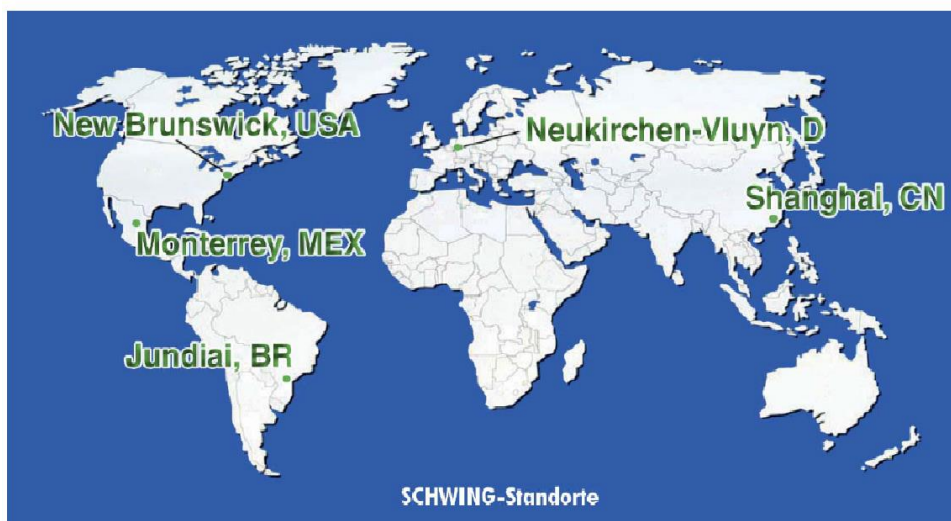 New Brunswick, USA
Neukirchen-Vluyn, D
Shanghai, CN
Monterrey, MEX
Jundiai, BR
SCHWING-Standorte